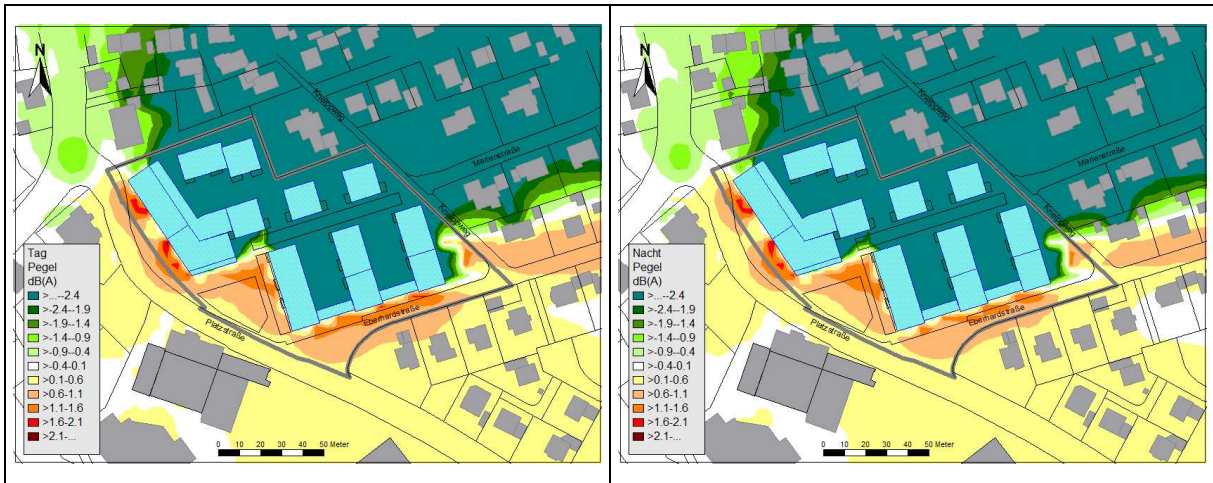 N
Kneippweg
Marienstraße
Kneippweg
Eberhardstraße
Platzstraße
Tag
Pegel
dB(A)
>...--2.4
>-2.4--1.9
>-1.9-1.4
>-1.4-0.9
>-0.9-0.4
>-0.4-0.1
>0.1-0.6
>0.6-1.1
>1.1-1.6
>1.6-2.1
>2.1-...
0 10 20 30 40 50 Meter
N
Kneippweg
Marienstraße
Kneippweg
Eberhardstraße
Platzstraße
Nacht
Pegel
dB(A)
>...--2.4
>-2.4--1.9
>-1.9-1.4
>-1.4-0.9
>-0.9-0.4
>-0.4-0.1
>0.1-0.6
>0.6-1.1
>1.1-1.6
>1.6-2.1
>2.1-...
0 10 20 30 40 50 Meter